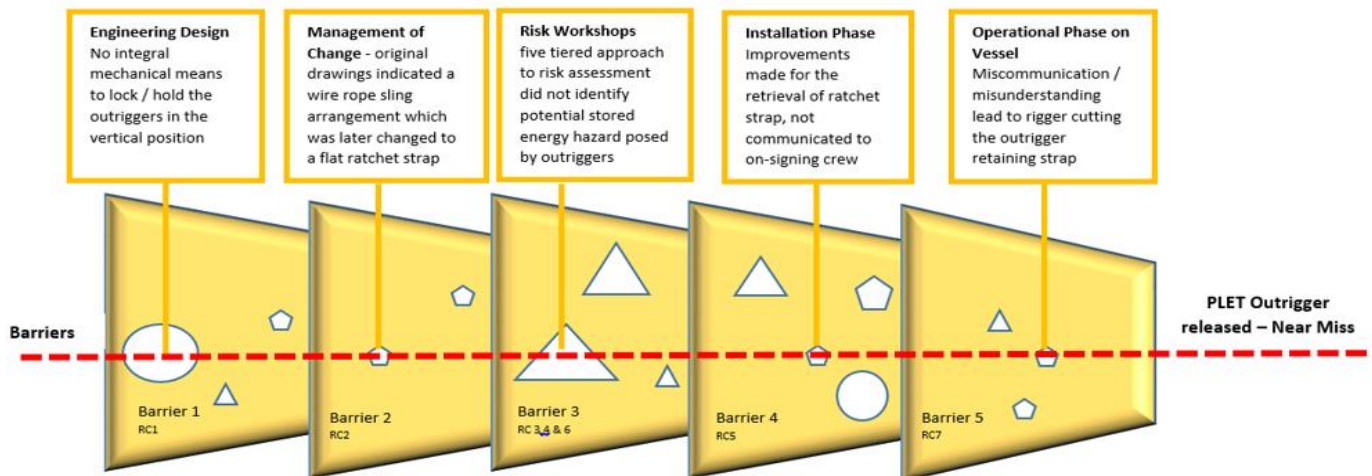 Engineering Design
No integral
mechanical means
to lock / hold the
outriggers in the
vertical position
Management of
Change - original
drawings indicated a
wire rope sling
arrangement which
was later changed to
a flat ratchet strap
Risk Workshops
five tiered approach
to risk assessment
did not identify
potential stored
energy hazard posed
by outriggers
Installation Phase
Improvements
made for the
retrieval of ratchet
strap, not
communicated to
on-signing crew
Operational Phase on
Vessel
Miscommunication /
misunderstanding
lead to rigger cutting
the outrigger
retaining strap
Barriers
PLET Outrigger
released – Near Miss
Barrier 1
RC1
Barrier 2
RC2
Barrier 3
RC 3,4 & 6
Barrier 4
RC5
Barrier 5
RC7